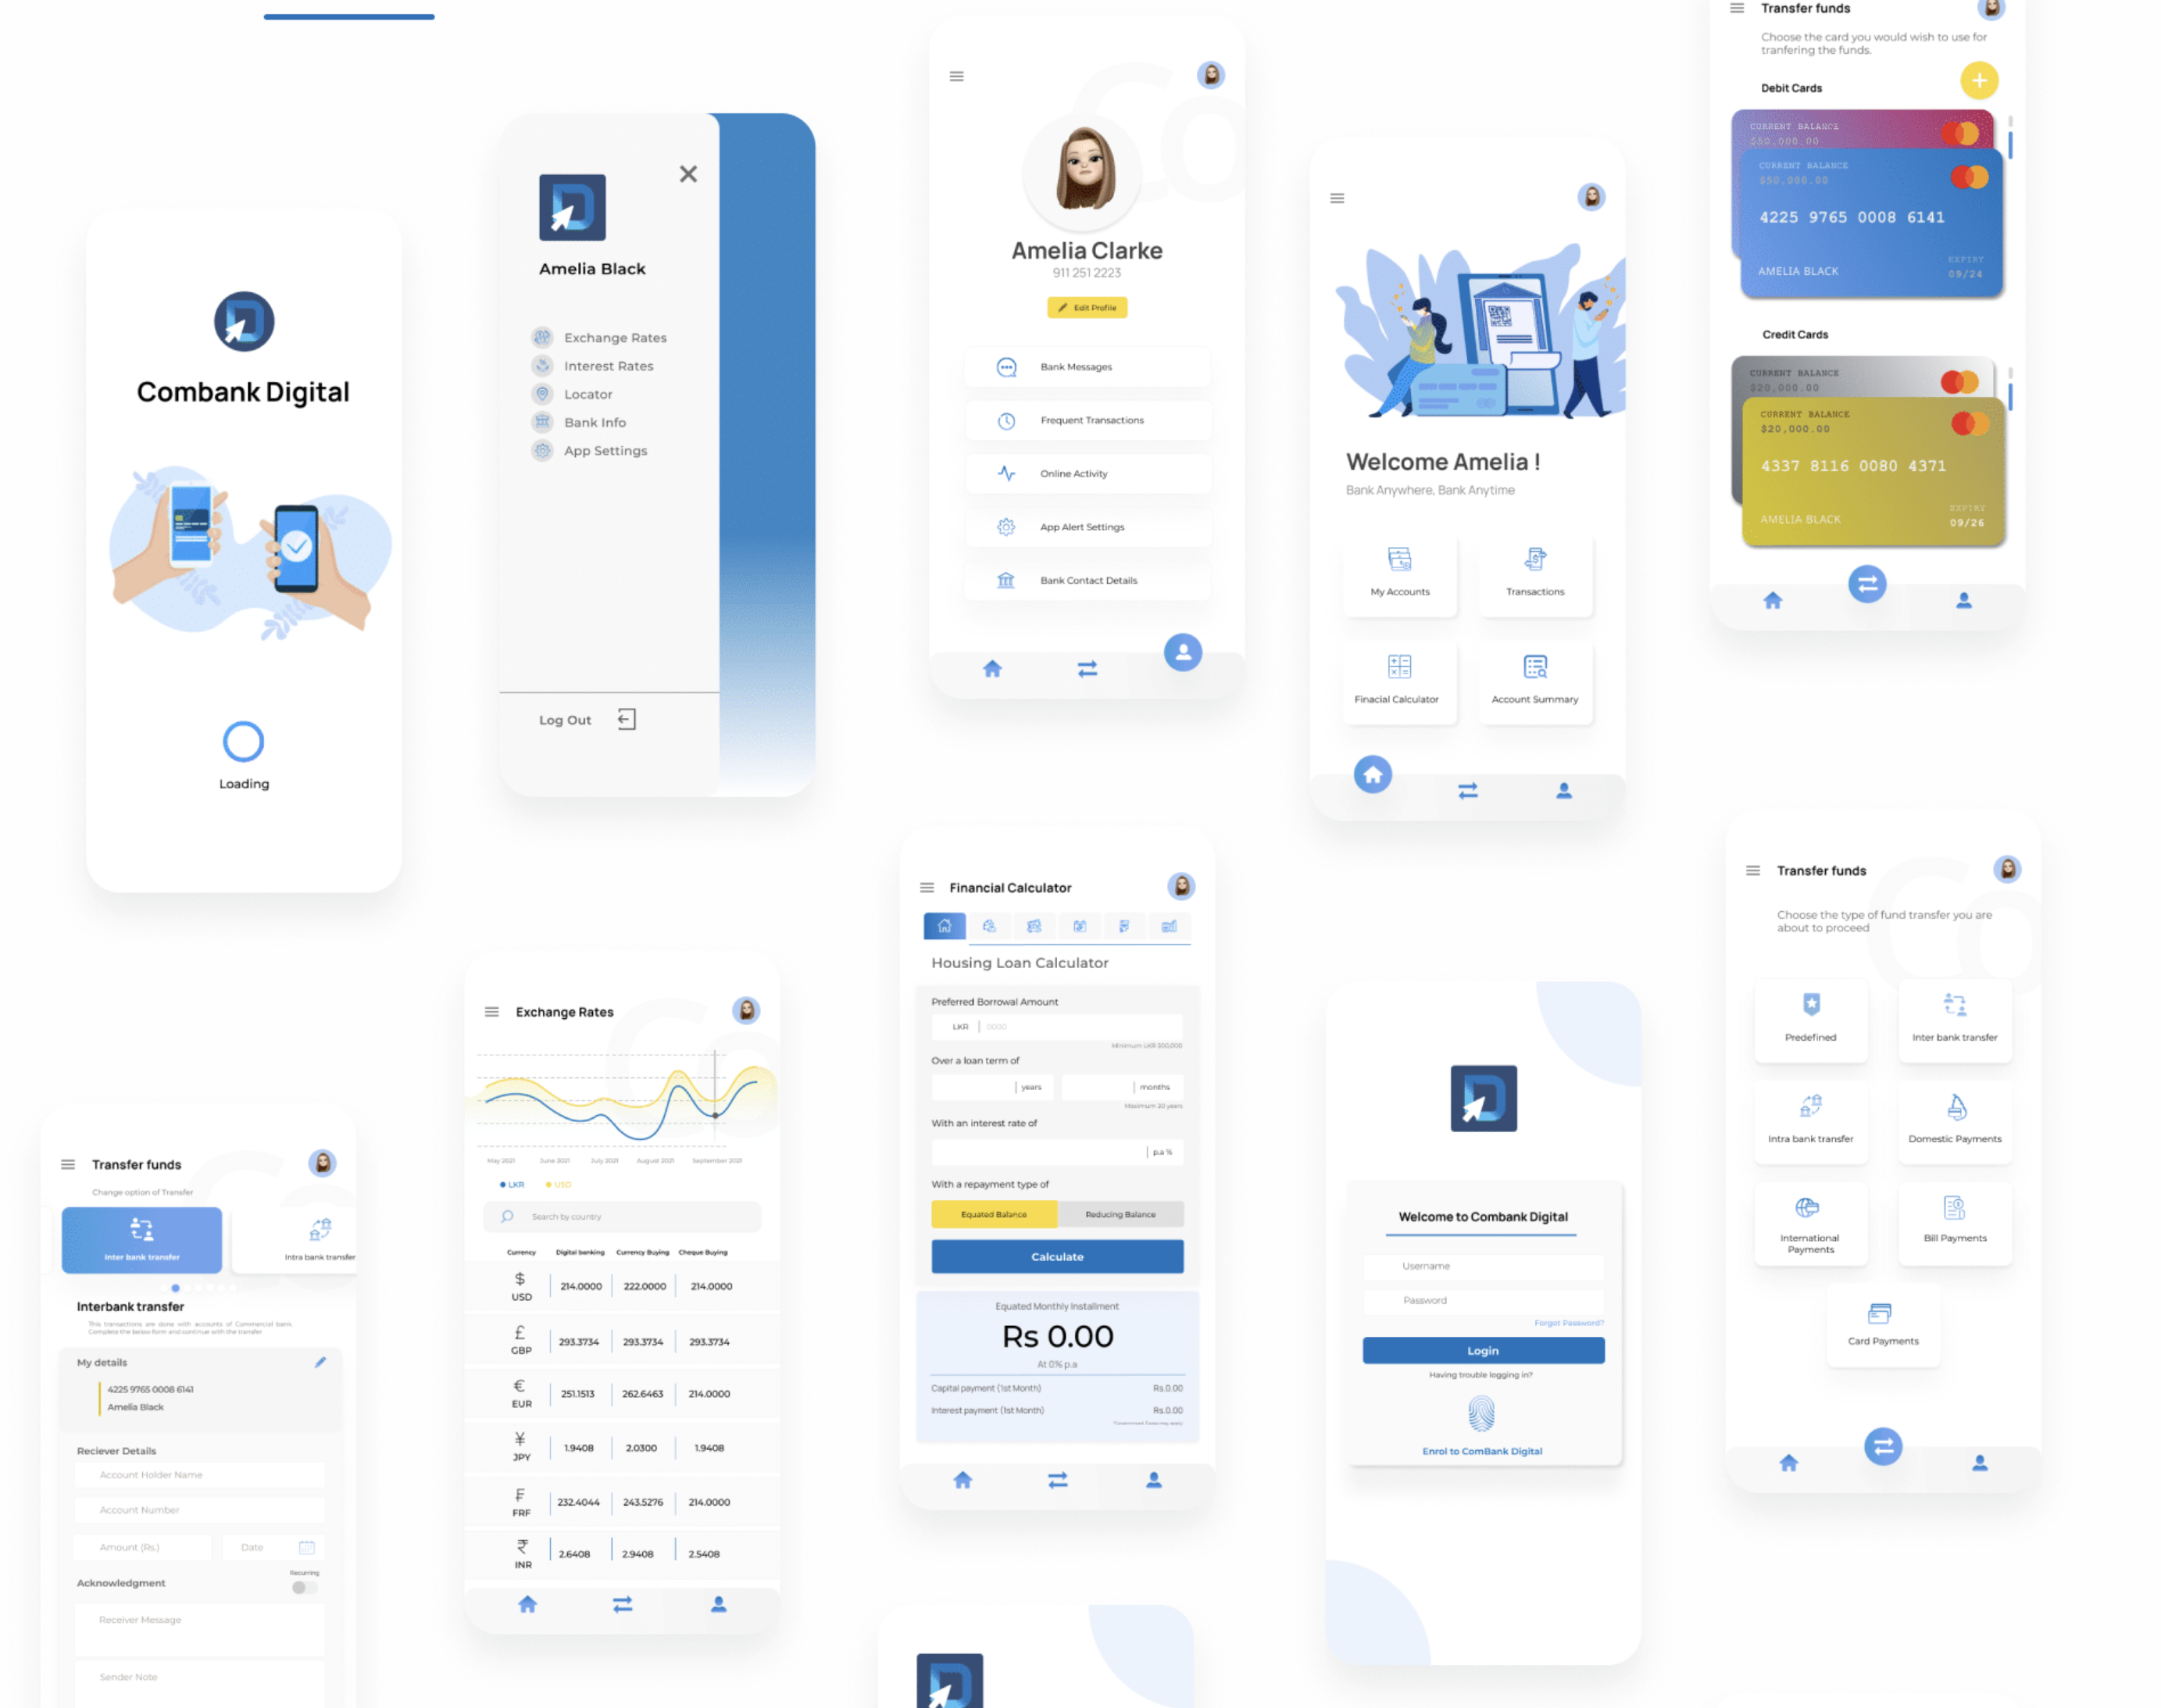 Combank Digital
Loading
Amelia Black
Exchange Rates
Interest Rates
Locator
Bank Info
App Settings
Log Out
Co
Amelia Clarke
911 251 2223
Edit Profile
Bank Messages
Frequent Transactions
Online Activity
App Alert Settings
Bank Contact Details
Welcome Amelia !
Bank Anywhere, Bank Anytime
My Accounts
Transactions
Finacial Calculator
Account Summary
Transfer funds
Choose the card you would wish to use for
tranfering the funds.
Debit Cards
CURRENT BALANCE
$50,000.00
CURRENT BALANCE
$50,000.00
4225 9765 0008 6141
EXPIRY
AMELIA BLACK
09/24
Credit Cards
CURRENT BALANCE
$20,000.00
CURRENT BALANCE
$20,000.00
4337 8116 0080 4371
EXPIRY
AMELIA BLACK
09/26
Transfer funds
Change option of Transfer
Inter bank transfer
Intra bank transfer
Interbank transfer
This transactions are done with accounts of Commercial bank.
Complete the below form and continue with the transfer
My details
4225 9765 0008 6141
Amelia Black
Reciever Details
Account Holder Name
Account Number
Amount (Rs.)
Date
Recurring
Acknowledgment
Receiver Message
Sender Note
Exchange Rates
Co
May 2021 June 2021 July 2021 August 2021 September 2021
LKR USD
Search by country
Currency Digital banking Currency Buying Cheque Buying
$
USD 214.0000 222.0000 214.0000
£
GBP 293.3734 293.3734 293.3734
€
EUR 251.1513 262.6463 214.0000
¥
JPY 1.9408 2.0300 1.9408
₣
FRF 232.4044 243.5276 214.0000
₹
INR 2.6408 2.9408 2.5408
Financial Calculator
Housing Loan Calculator
Preferred Borrowal Amount
LKR 0000
Minimum LKR 300,000
Over a loan term of
years months
Maximum 20 years
With an interest rate of
p.a %
With a repayment type of
Equated Balance Reducing Balance
Calculate
Equated Monthly Installment
Rs 0.00
At 0% p.a
Capital payment (1st Month) Rs.0.00
Interest payment (1st Month) Rs.0.00
*Government Taxes may apply
Welcome to Combank Digital
Username
Password
Forgot Password?
Login
Having trouble logging in?
Enrol to ComBank Digital
Transfer funds
Co
Choose the type of fund transfer you are
about to proceed
Predefined
Inter bank transfer
Intra bank transfer
Domestic Payments
International
Payments
Bill Payments
Card Payments